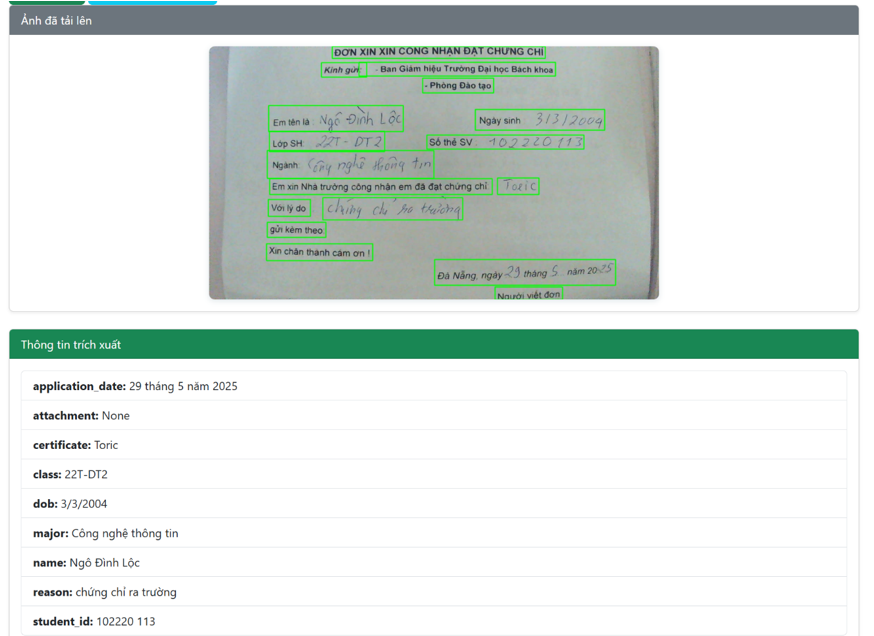 Ảnh đã tải lên
ĐƠN XIN XIN CÔNG NHẬN ĐẠT CHỨNG CHỈ
Kính gửi: - Ban Giám hiệu Trường Đại học Bách khoa
- Phòng Đào tạo
Em tên là: Ngô Đình Lộc Ngày sinh 3/3/2004
Lớp SH: 22T-DT2 Số thẻ SV: 102220113
Ngành: Công nghệ thông tin
Em xin Nhà trường công nhận em đã đạt chứng chỉ: Toeic
Với lý do chứng chỉ ra trường
gửi kèm theo
Xin chân thành cảm ơn !
Đà Nẵng, ngày 29 tháng 5 năm 2025
Người viết đơn
Thông tin trích xuất
application_date: 29 tháng 5 năm 2025
attachment: None
certificate: Toric
class: 22T-DT2
dob: 3/3/2004
major: Công nghệ thông tin
name: Ngô Đình Lộc
reason: chứng chỉ ra trường
student_id: 102220 113